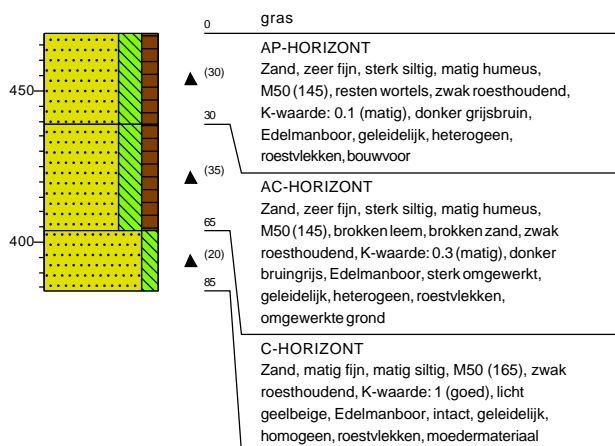 0 gras
AP-HORIZONT
Zand, zeer fijn, sterk siltig, matig humeus,
M50 (145), resten wortels, zwak roesthoudend,
K-waarde: 0.1 (matig), donker grijsbruin,
Edelmanboor, geleidelijk, heterogeen,
roestvlekken, bouwvoor
450
(30)
30
AC-HORIZONT
Zand, zeer fijn, sterk siltig, matig humeus,
M50 (145), brokken leem, brokken zand, zwak
roesthoudend, K-waarde: 0.3 (matig), donker
bruingrijs, Edelmanboor, sterk omgewerkt,
geleidelijk, heterogeen, roestvlekken,
omgewerkte grond
(35)
65
400
(20)
85
C-HORIZONT
Zand, matig fijn, matig siltig, M50 (165), zwak
roesthoudend, K-waarde: 1 (goed), licht
geelbeige, Edelmanboor, intact, geleidelijk,
homogeen, roestvlekken, moedermateriaal